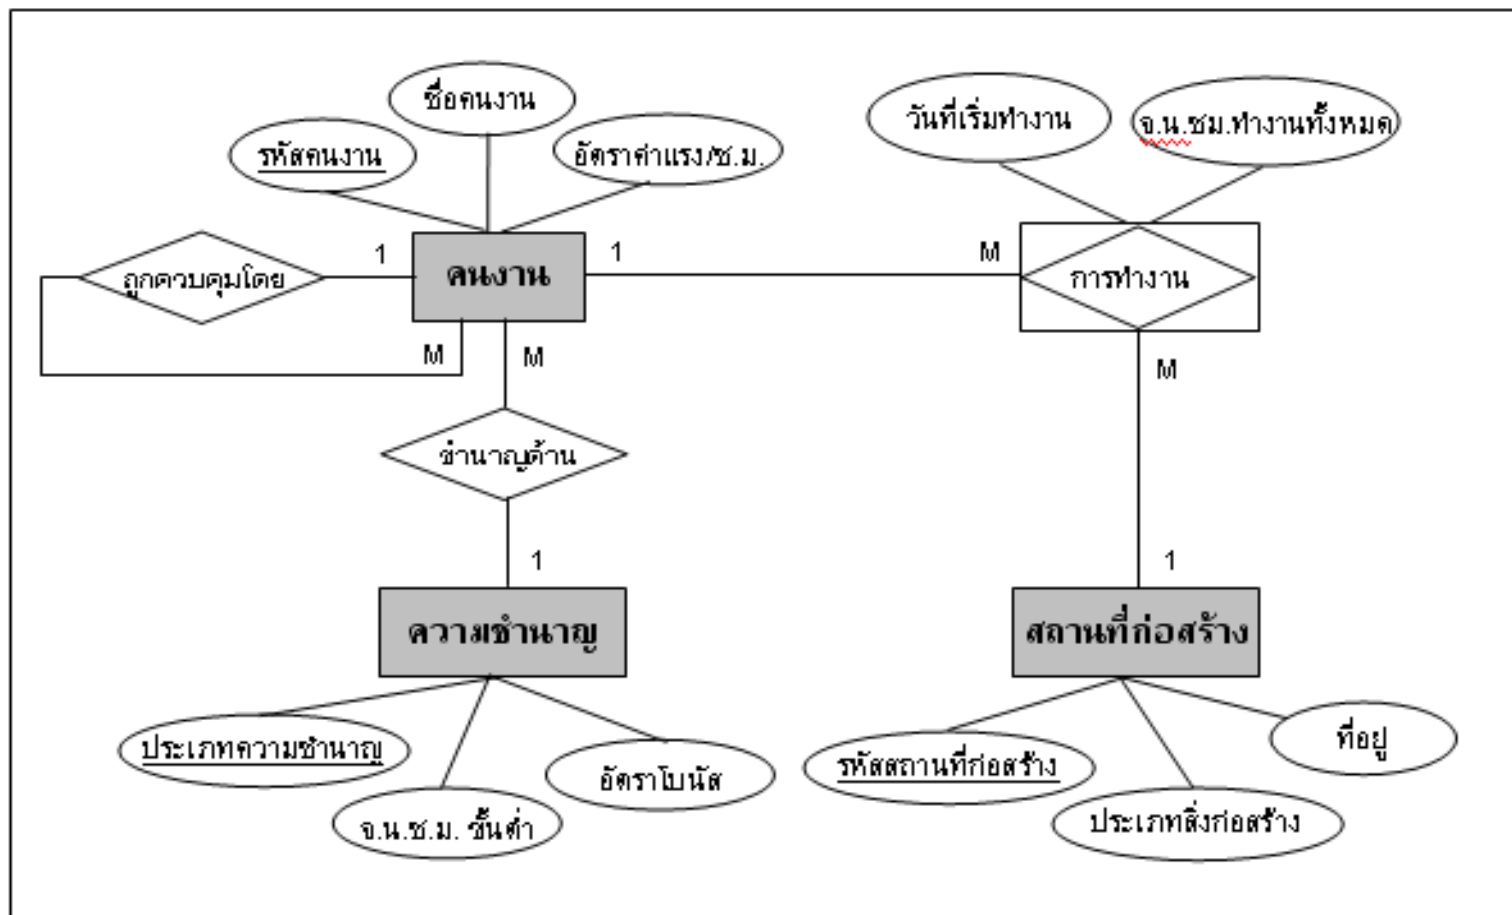 ชื่อคนงาน
วันที่เริ่มทำงาน
จ.น.ชม.ทำงานทั้งหมด
รหัสคนงาน
อัตราค่าแรง/ช.ม.
ถูกควบคุมโดย
1
คนงาน
1
M
การทำงาน
M
M
M
ชำนาญด้าน
1
1
ความชำนาญ
สถานที่ก่อสร้าง
ประเภทความชำนาญ
อัตราโบนัส
จ.น.ช.ม. ขั้นต่ำ
รหัสสถานที่ก่อสร้าง
ที่อยู่
ประเภทสิ่งก่อสร้าง